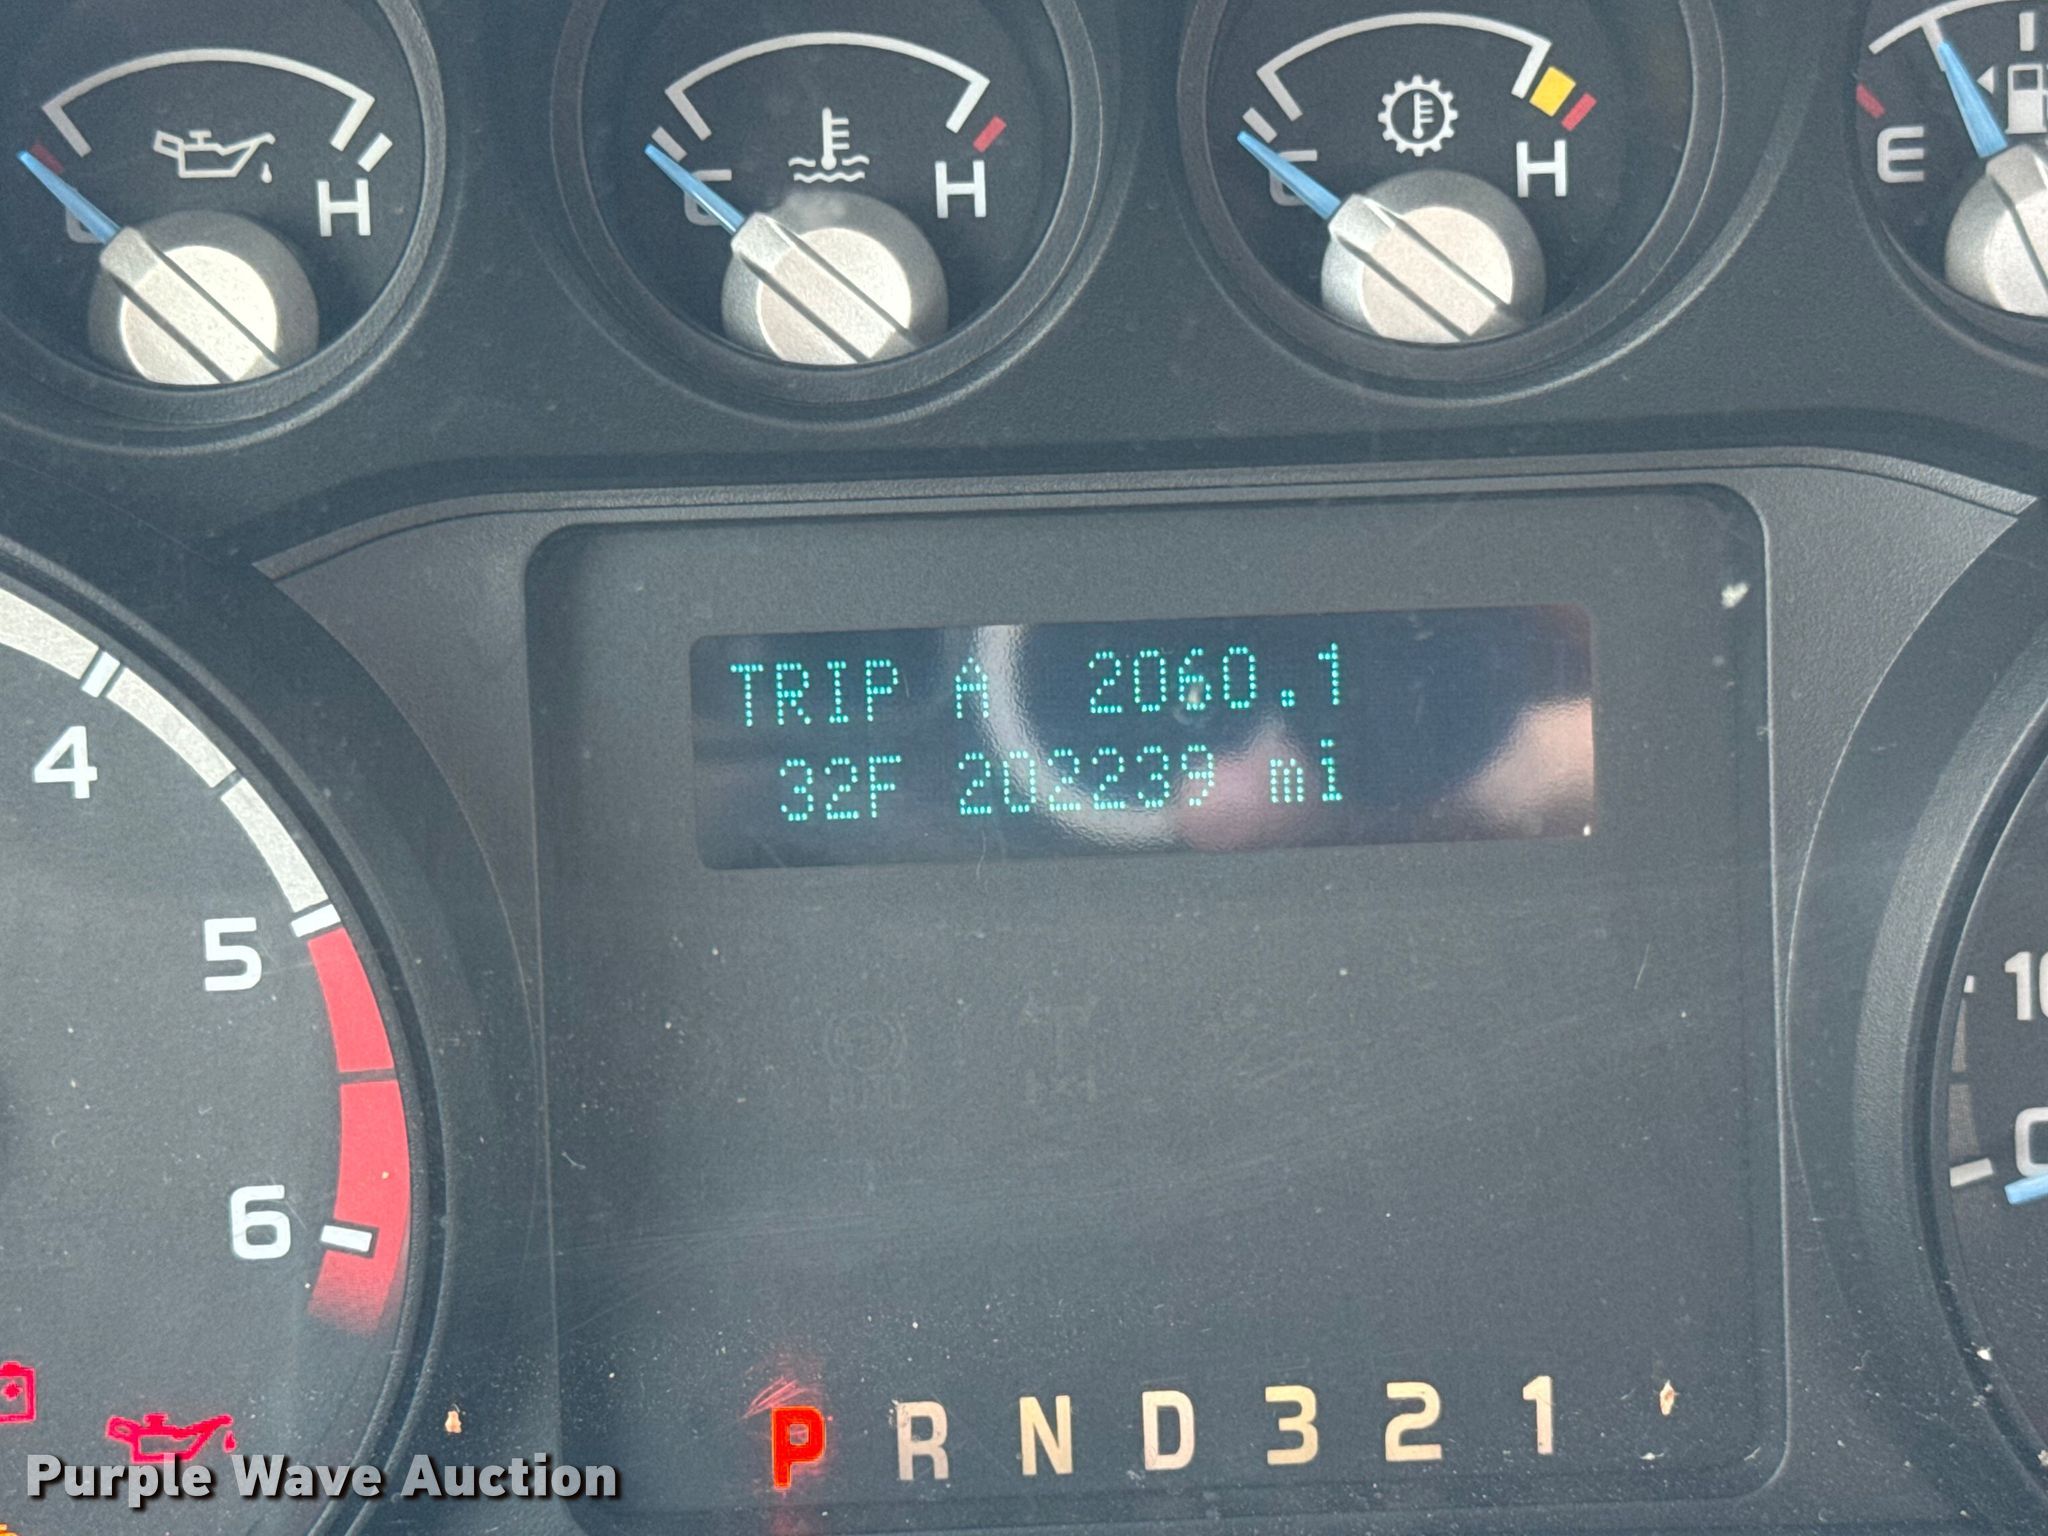 H
H
H
E
TRIP A 2060.1
32F 202239 mi
4
5
6
P R N D 3 2 1
Purple Wave Auction